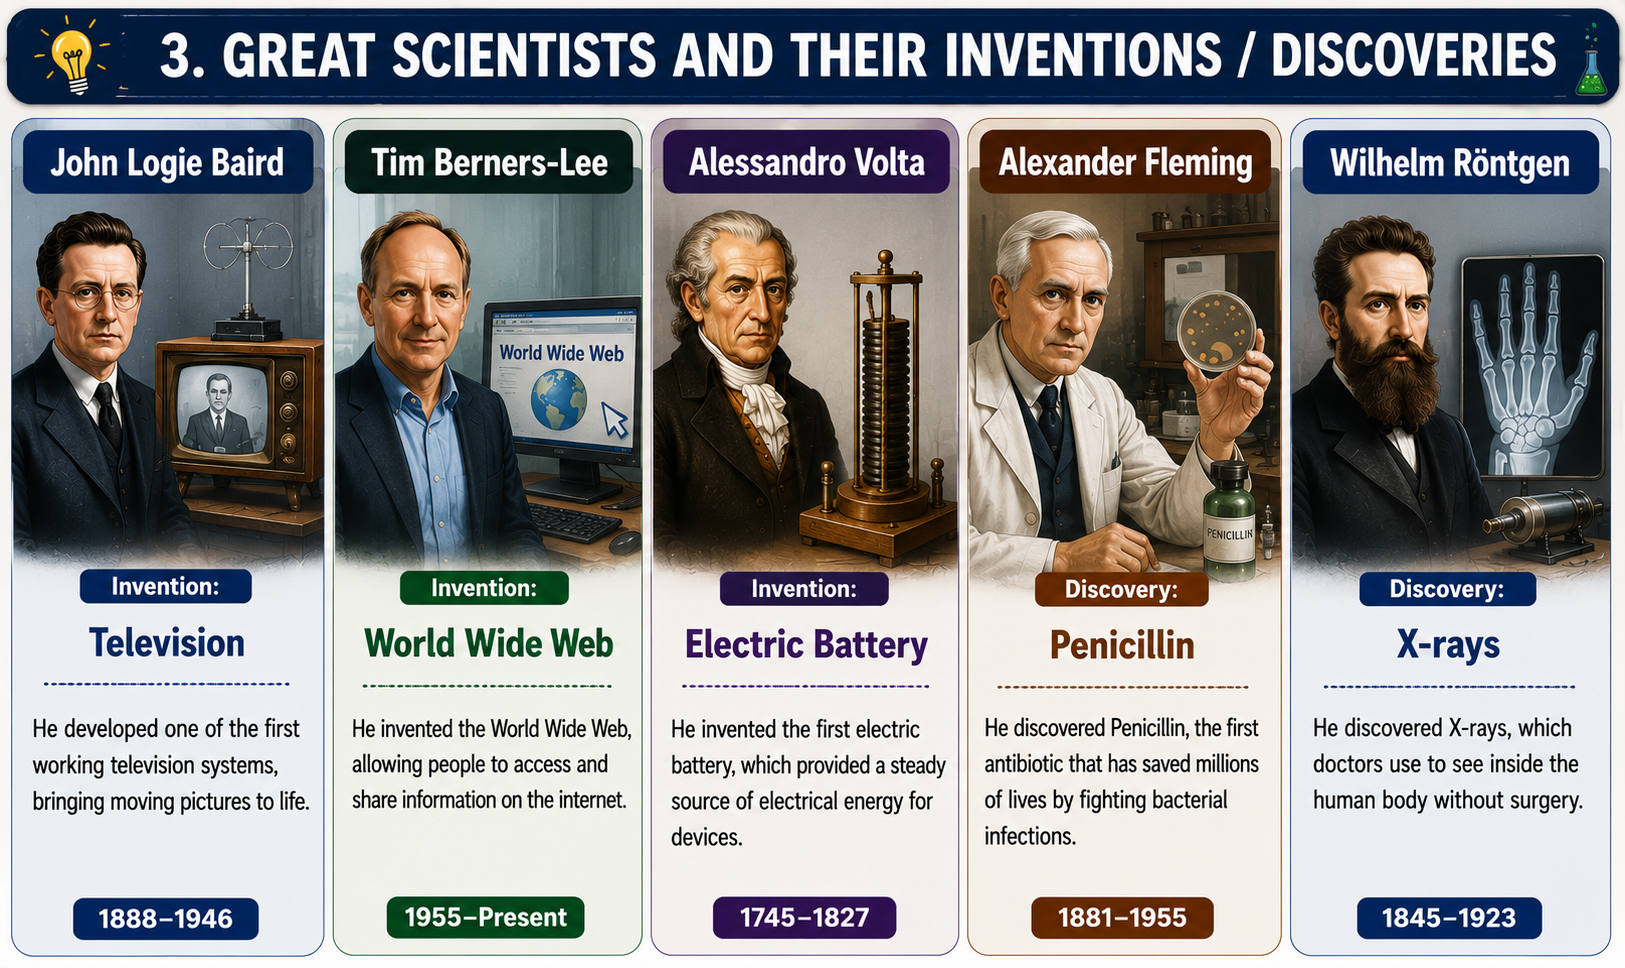 3. GREAT SCIENTISTS AND THEIR INVENTIONS / DISCOVERIES
John Logie Baird
Invention:
Television
He developed one of the first
working television systems,
bringing moving pictures to life.
1888–1946
Tim Berners-Lee
World Wide Web
Invention:
World Wide Web
He invented the World Wide Web,
allowing people to access and
share information on the internet.
1955–Present
Alessandro Volta
Invention:
Electric Battery
He invented the first electric
battery, which provided a steady
source of electrical energy for
devices.
1745–1827
Alexander Fleming
PENICILLIN
Discovery:
Penicillin
He discovered Penicillin, the first
antibiotic that has saved millions
of lives by fighting bacterial
infections.
1881–1955
Wilhelm Röntgen
Discovery:
X-rays
He discovered X-rays, which
doctors use to see inside the
human body without surgery.
1845–1923